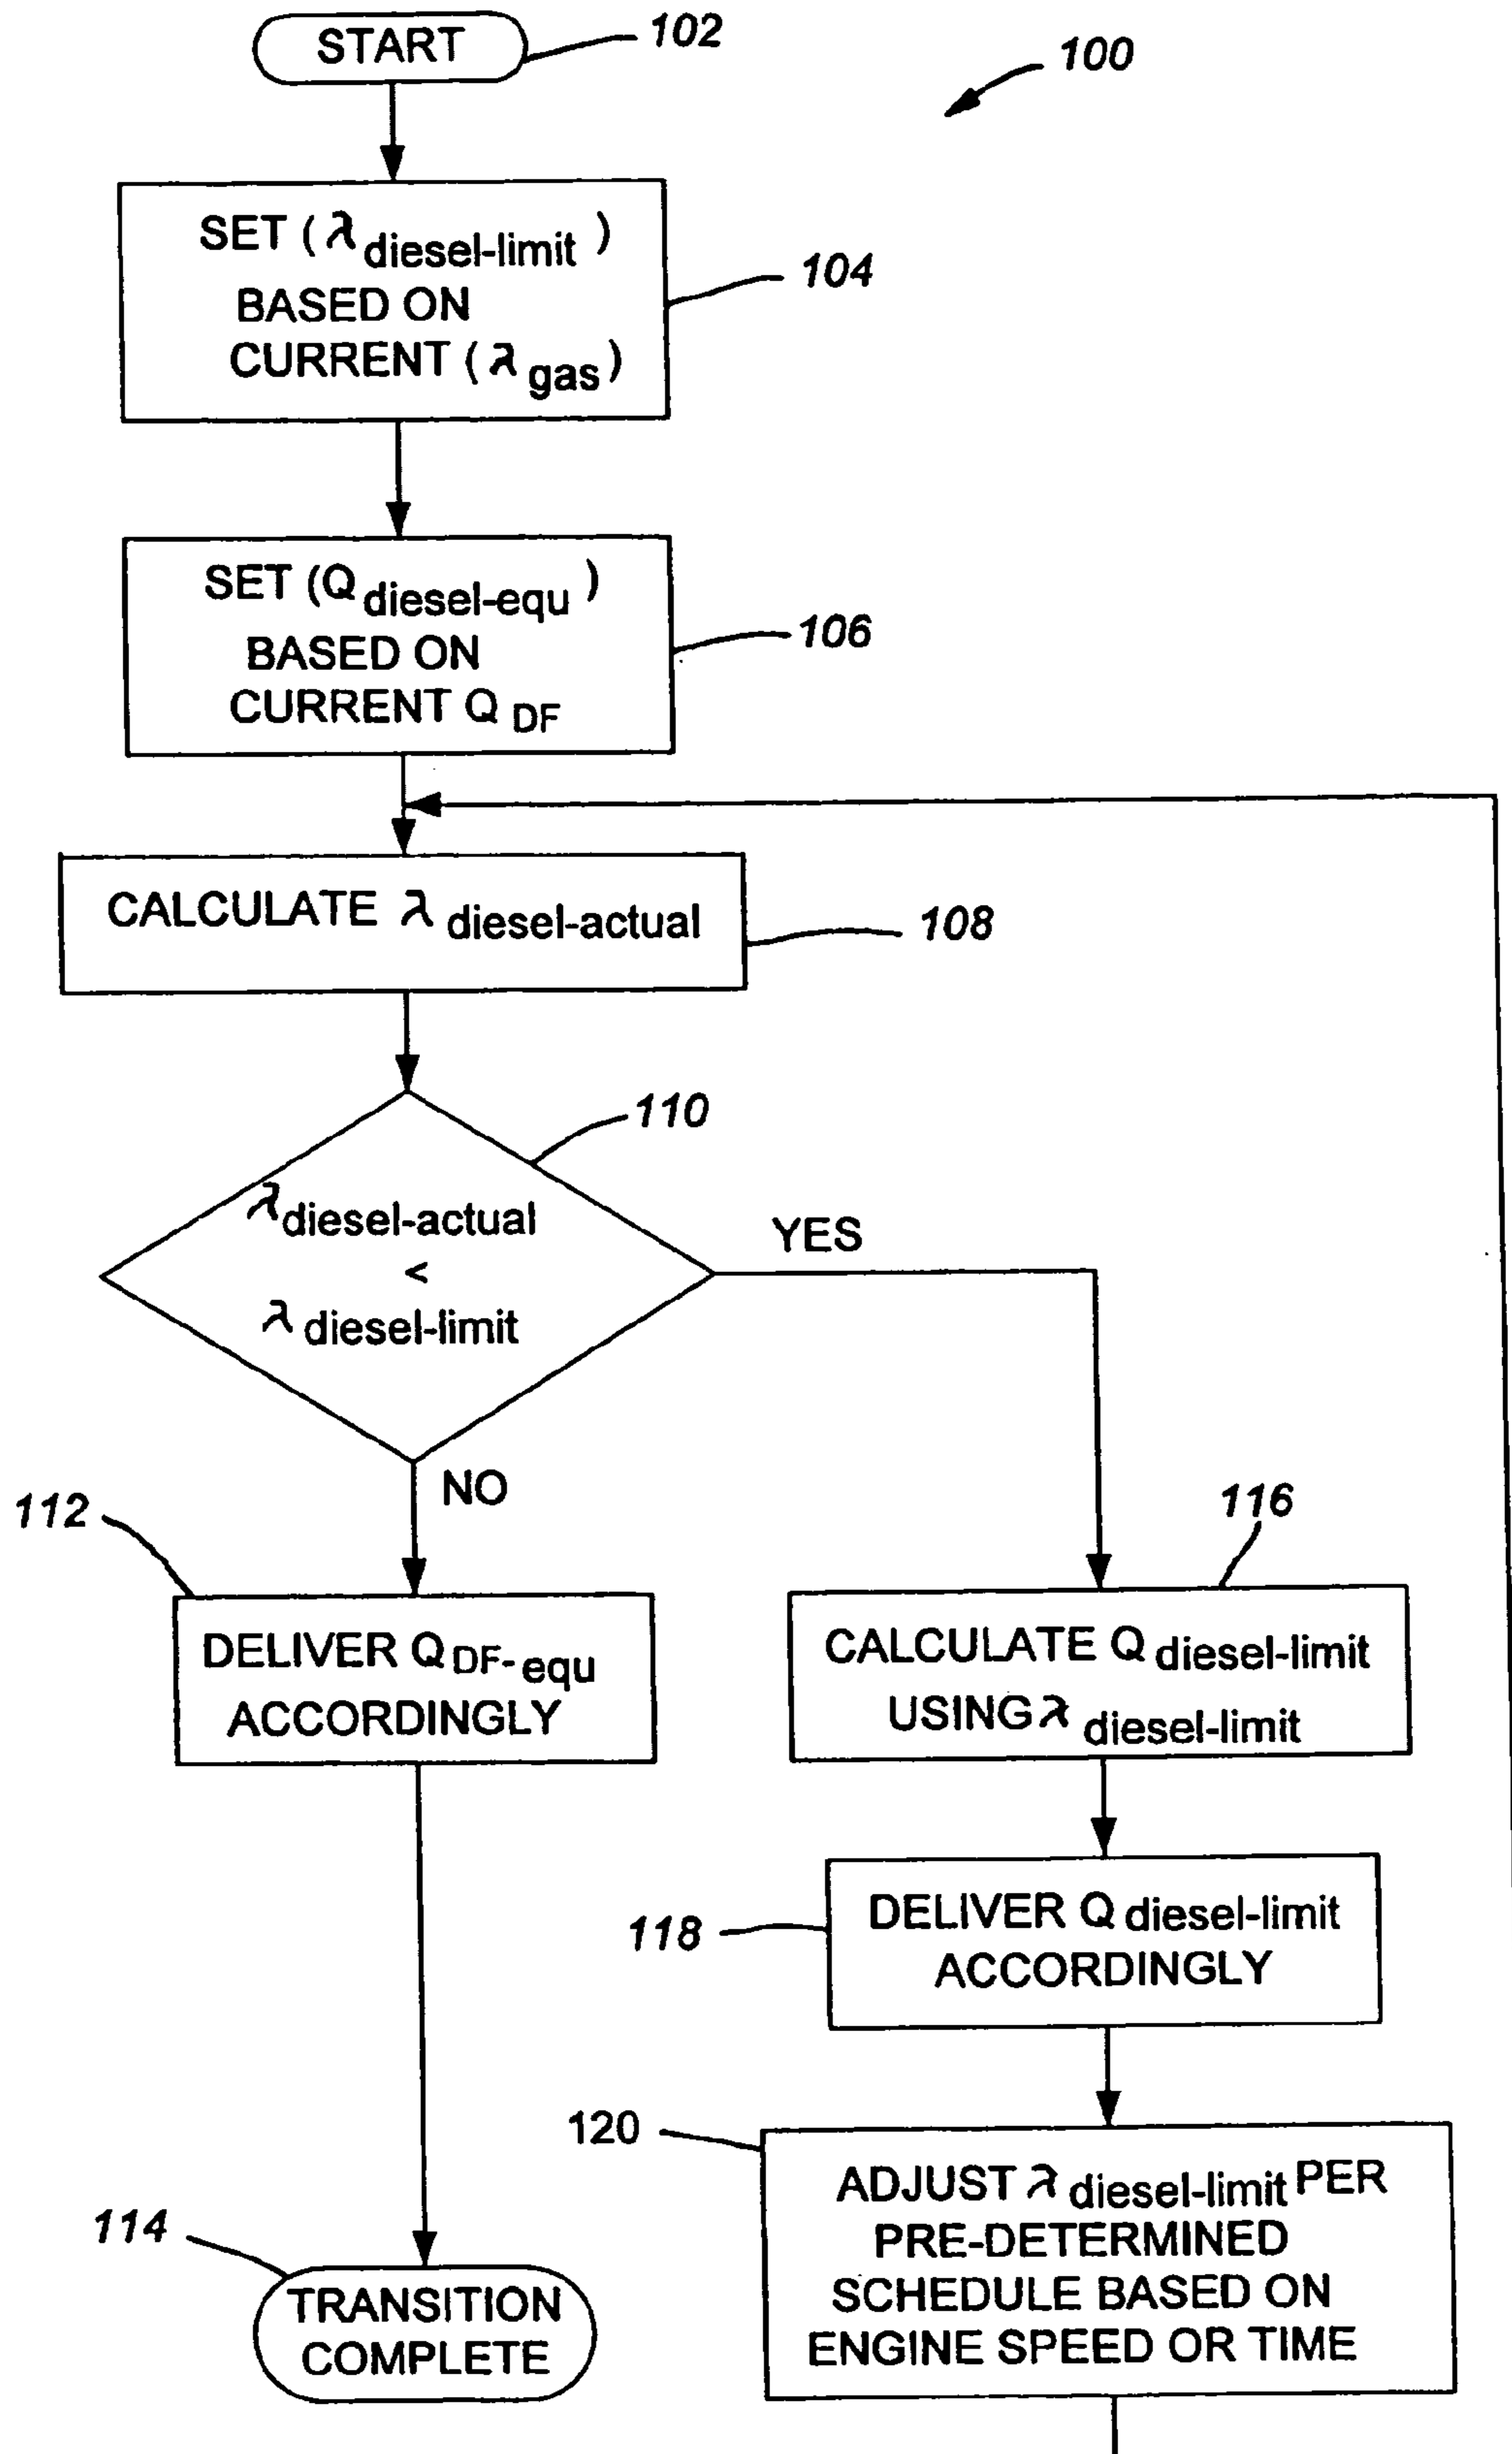 START
102
100
SET (λ diesel-limit)
BASED ON
CURRENT (λ gas)
104
SET (Q diesel-equ)
BASED ON
CURRENT Q DF
106
CALCULATE λ diesel-actual
108
110
λ diesel-actual
<
λ diesel-limit
YES
NO
112
DELIVER Q DF-equ
ACCORDINGLY
116
CALCULATE Q diesel-limit
USING λ diesel-limit
118
DELIVER Q diesel-limit
ACCORDINGLY
120
ADJUST λ diesel-limit PER
PRE-DETERMINED
SCHEDULE BASED ON
ENGINE SPEED OR TIME
114
TRANSITION
COMPLETE